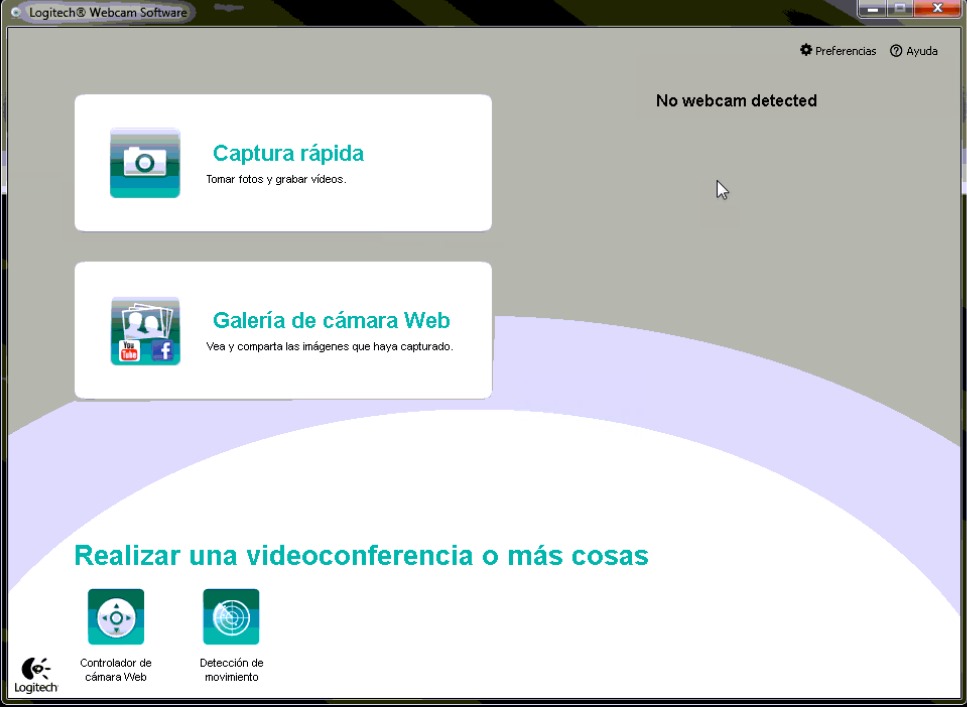 Logitech® Webcam Software
Preferencias
Ayuda
No webcam detected
Captura rápida
Tomar fotos y grabar vídeos.
Galería de cámara Web
Vea y comparta las imágenes que haya capturado.
You
Tube
f
Realizar una videoconferencia o más cosas
Controlador de
cámara Web
Detección de
movimiento
Logitech